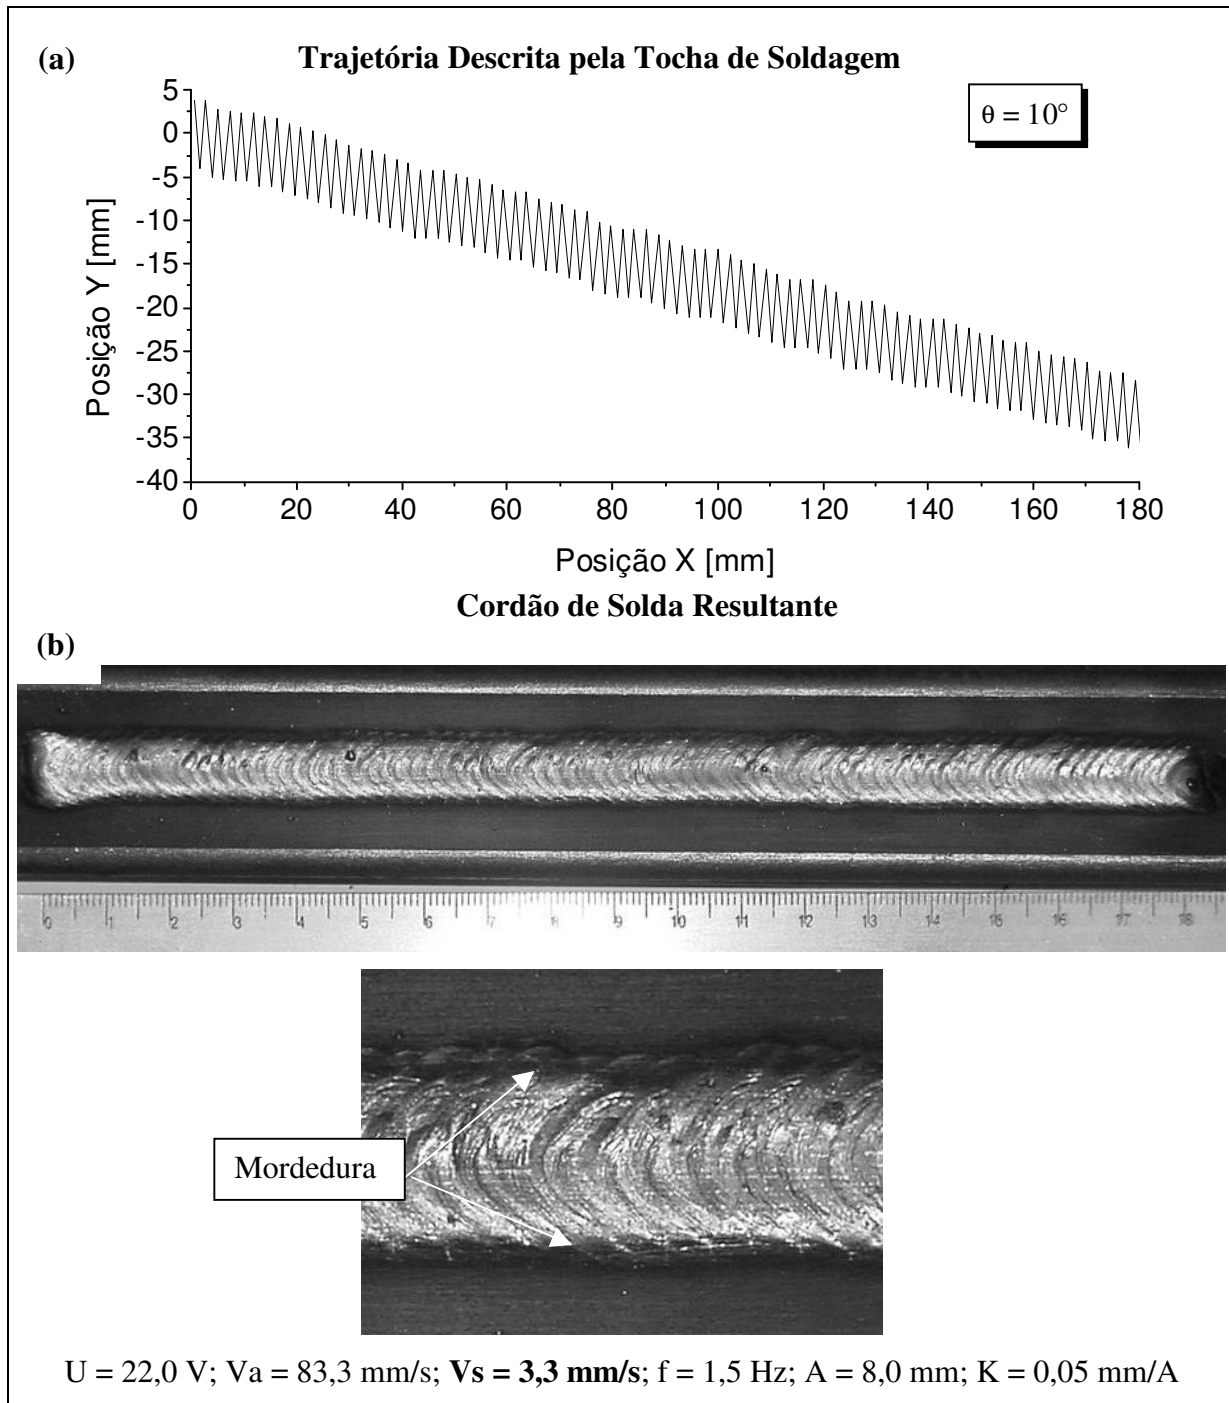 (a)
Trajetória Descrita pela Tocha de Soldagem
θ = 10°
5
0
-5
-10
-15
-20
-25
-30
-35
-40
Posição Y [mm]
0 20 40 60 80 100 120 140 160 180
Posição X [mm]
Cordão de Solda Resultante
(b)
0 1 2 3 4 5 6 7 8 9 10 11 12 13 14 15 16 17 18
Mordedura
U = 22,0 V; Va = 83,3 mm/s; Vs = 3,3 mm/s; f = 1,5 Hz; A = 8,0 mm; K = 0,05 mm/A